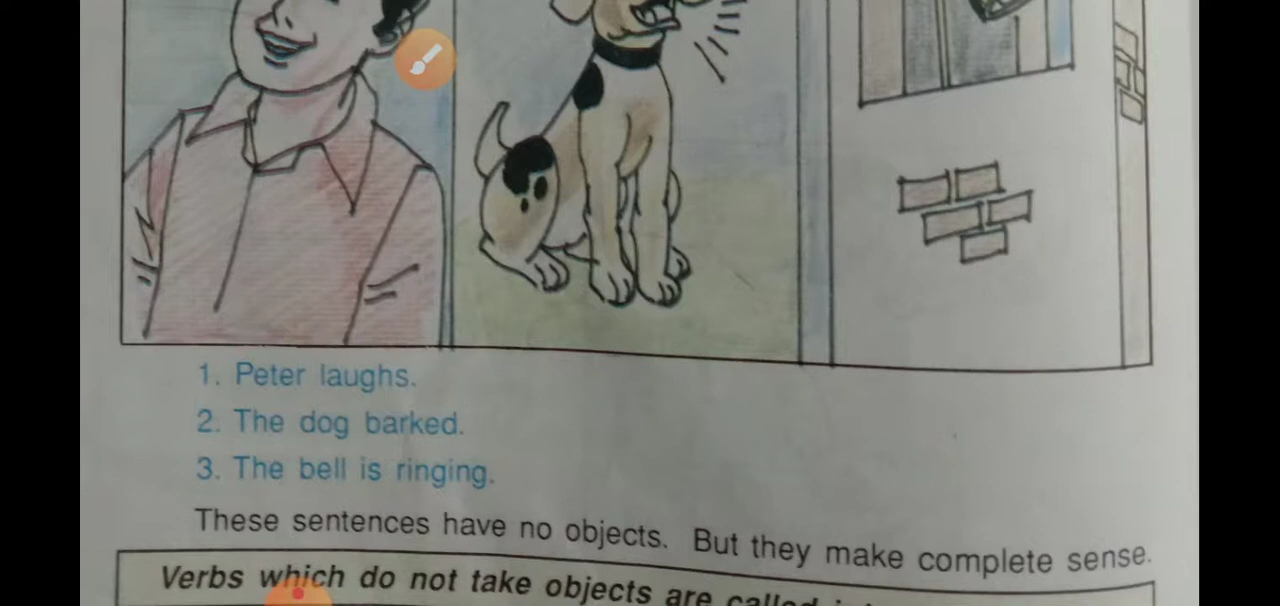 1. Peter laughs.
2. The dog barked.
3. The bell is ringing.
These sentences have no objects. But they make complete sense.
Verbs which do not take objects are called